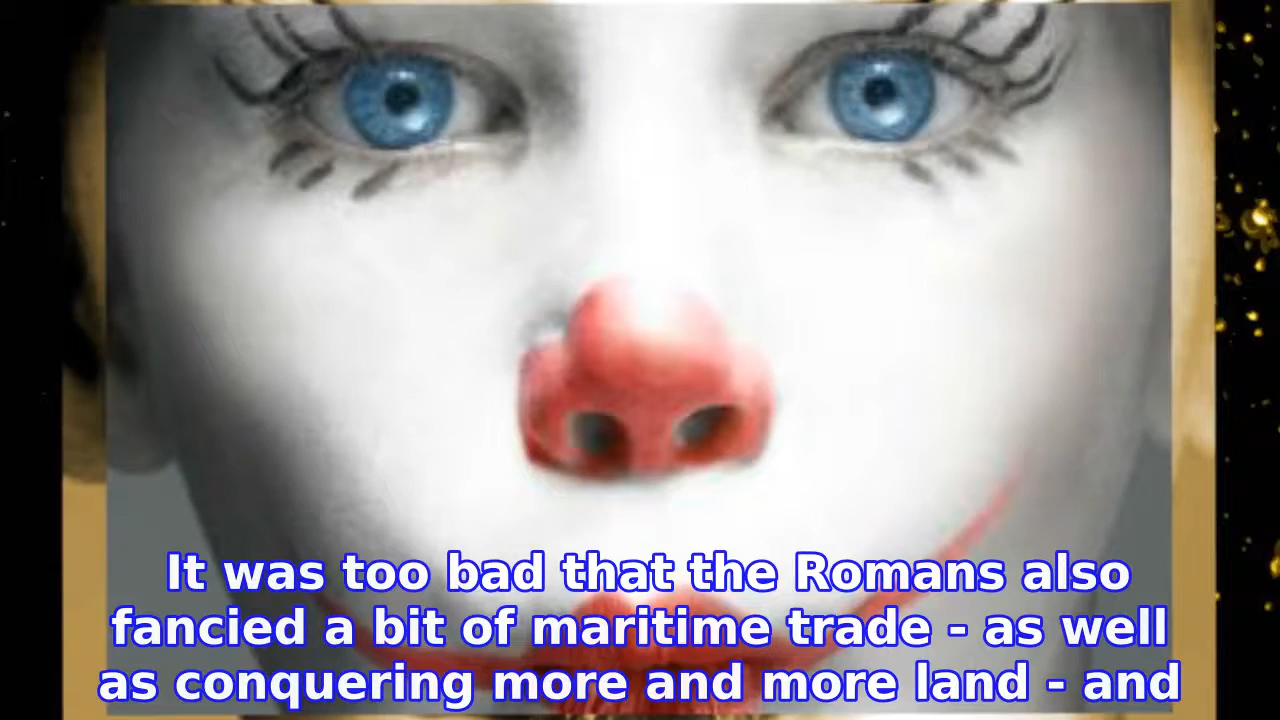 It was too bad that the Romans also
fancied a bit of maritime trade - as well
as conquering more and more land - and